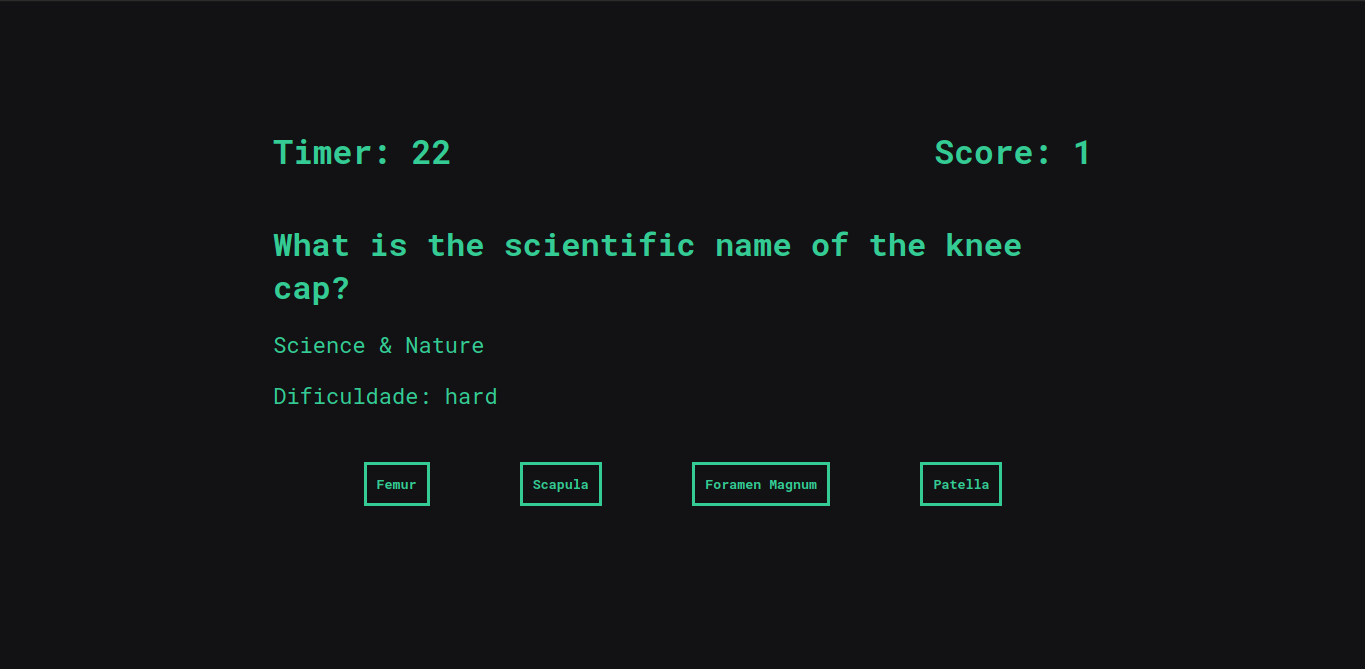 Timer: 22
Score: 1
What is the scientific name of the knee
cap?
Science & Nature
Dificuldade: hard
Femur
Scapula
Foramen Magnum
Patella